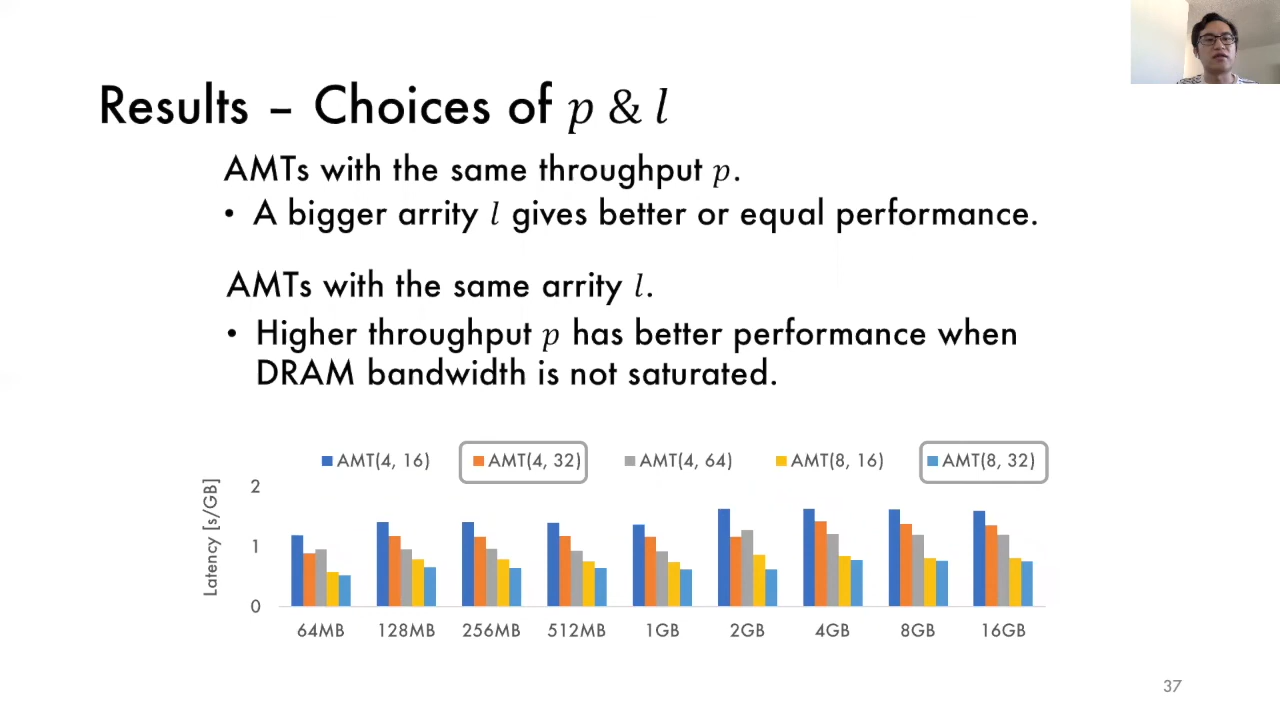 Results – Choices of p & l
AMTs with the same throughput p.
• A bigger arrity l gives better or equal performance.
AMTs with the same arrity l.
• Higher throughput p has better performance when
DRAM bandwidth is not saturated.
AMT(4, 16) AMT(4, 32) AMT(4, 64) AMT(8, 16) AMT(8, 32)
Latency [s/GB]
2
1
0
64MB 128MB 256MB 512MB 1GB 2GB 4GB 8GB 16GB
37